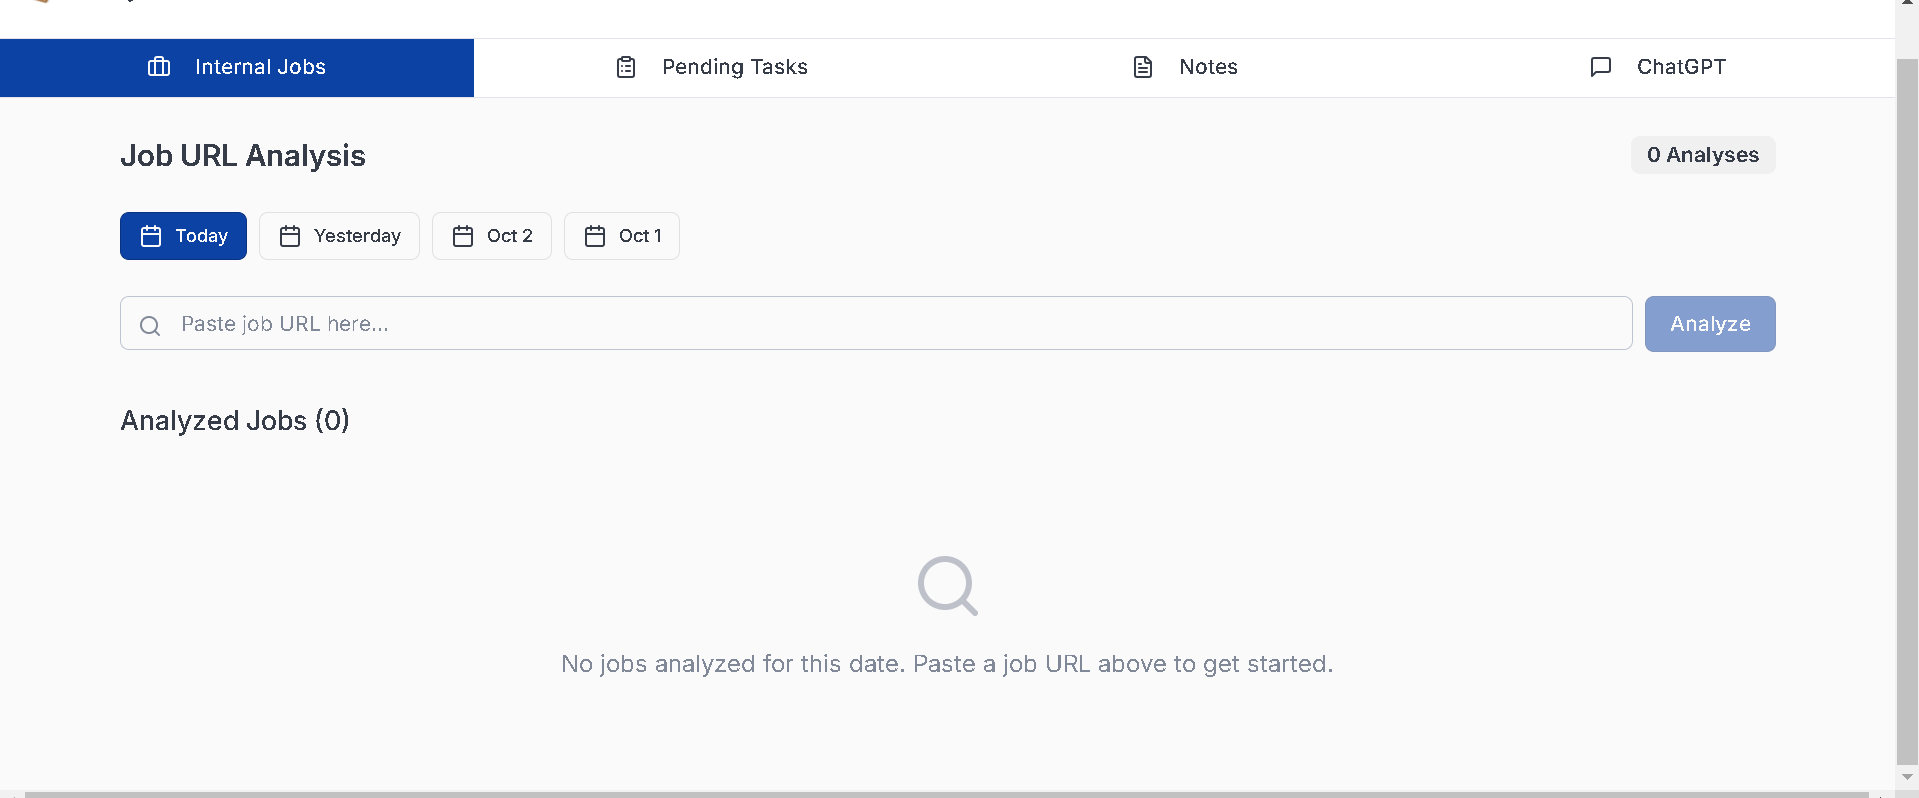 Internal Jobs
Pending Tasks
Notes
ChatGPT
Job URL Analysis
0 Analyses
Today
Yesterday
Oct 2
Oct 1
Paste job URL here...
Analyze
Analyzed Jobs (0)
No jobs analyzed for this date. Paste a job URL above to get started.